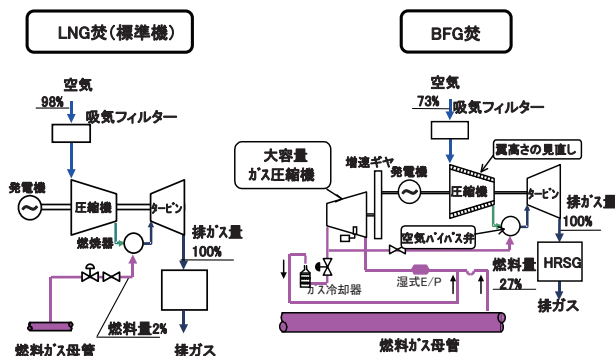 LNG焚（標準機）
空気
98%
吸気フィルター
発電機
圧縮機
タービン
燃焼器
排ガス量
100%
燃料量2%
燃料ガス母管
排ガス
BFG焚
空気
73%
吸気フィルター
翼高さの見直し
大容量
ガス圧縮機
増速ギヤ
発電機
圧縮機
タービン
排ガス量
100%
空気バイパス弁
燃料量
27%
HRSG
ガス冷却器
湿式E/P
排ガス
燃料ガス母管